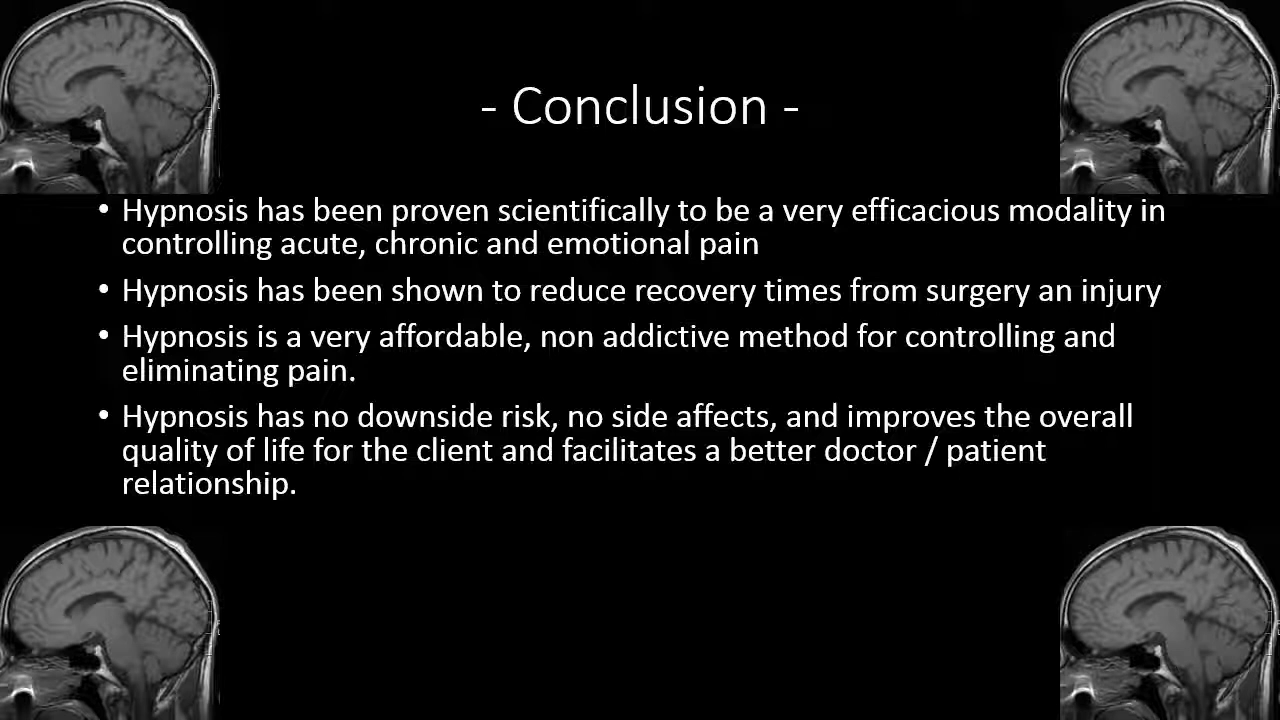 - Conclusion -
• Hypnosis has been proven scientifically to be a very efficacious modality in
controlling acute, chronic and emotional pain
• Hypnosis has been shown to reduce recovery times from surgery an injury
• Hypnosis is a very affordable, non addictive method for controlling and
eliminating pain.
• Hypnosis has no downside risk, no side affects, and improves the overall
quality of life for the client and facilitates a better doctor / patient
relationship.